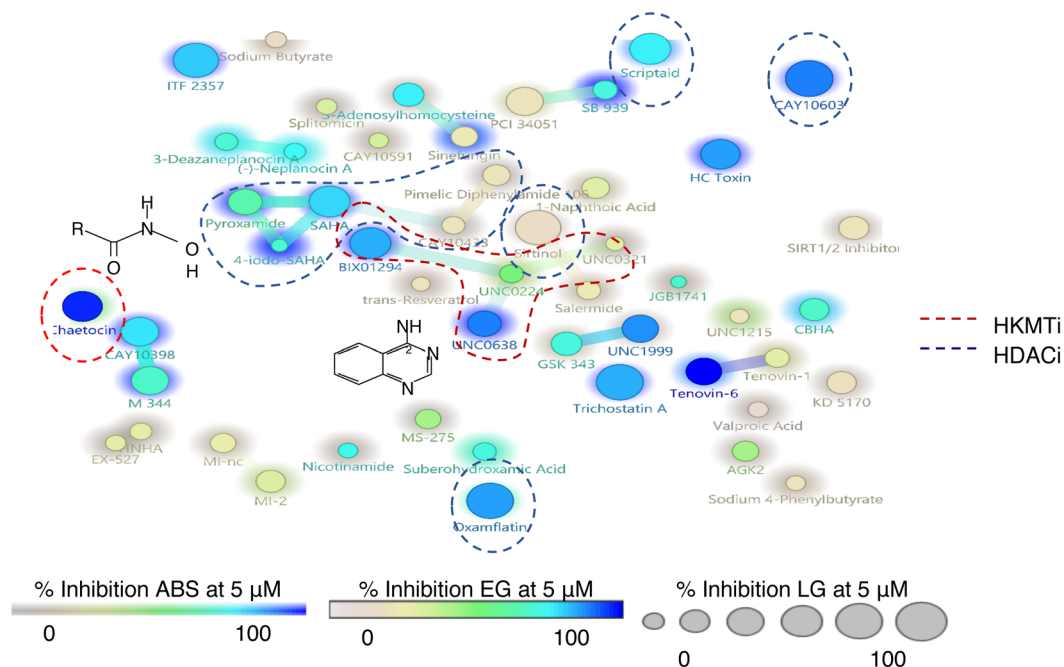 Sodium Butyrate
ITF 2357
Scriptaid
CAY10603
Splitomicin
3-Adenosylhomocysteine
PCI 34051
SB 939
3-Deazaneplanocin A
(-)-Neplanocin A
CAY10591
Sinefungin
HC Toxin
Pimelic Diphenylamide 106
1-Naphthoic Acid
Pyroxamide
SAHA
CAY10433
Sirtinol
SIRT1/2 Inhibitor
H
R
N
O
O
H
4-iodo-SAHA
BIX01294
UNC0321
UNC0224
trans-Resveratrol
Salermide
JGB1741
Chaetocin
CAY10398
UNC0638
GSK 343
UNC1999
UNC1215
CBHA
HKMTi
HDACi
NH
2
N
N
M 344
Trichostatin A
Tenovin-6
Tenovin-1
KD 5170
Valproic Acid
EX-527
HNHA
MI-nc
MS-275
Nicotinamide
Suberohydroxamic Acid
AGK2
MI-2
Sodium 4-Phenylbutyrate
Oxamflatin
% Inhibition ABS at 5 µM
0 100
% Inhibition EG at 5 µM
0 100
% Inhibition LG at 5 µM
0 100